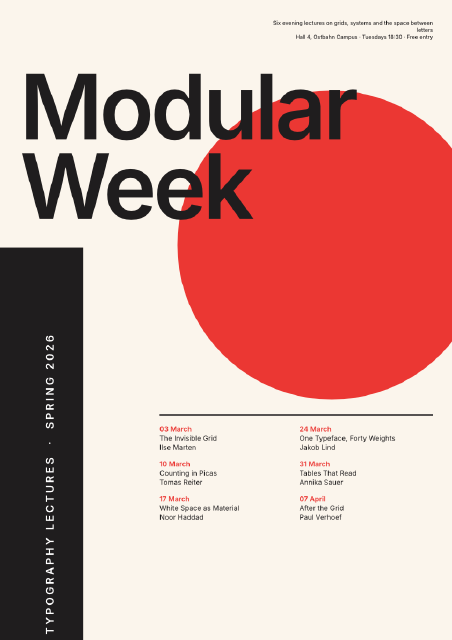 Six evening lectures on grids, systems and the space between
letters
Hall 4, Ostbahn Campus · Tuesdays 18:30 · Free entry
Modular
Week
TYPOGRAPHY LECTURES · SPRING 2026
03 March
The Invisible Grid
Ilse Marten
10 March
Counting in Picas
Tomas Reiter
17 March
White Space as Material
Noor Haddad
24 March
One Typeface, Forty Weights
Jakob Lind
31 March
Tables That Read
Annika Sauer
07 April
After the Grid
Paul Verhoef